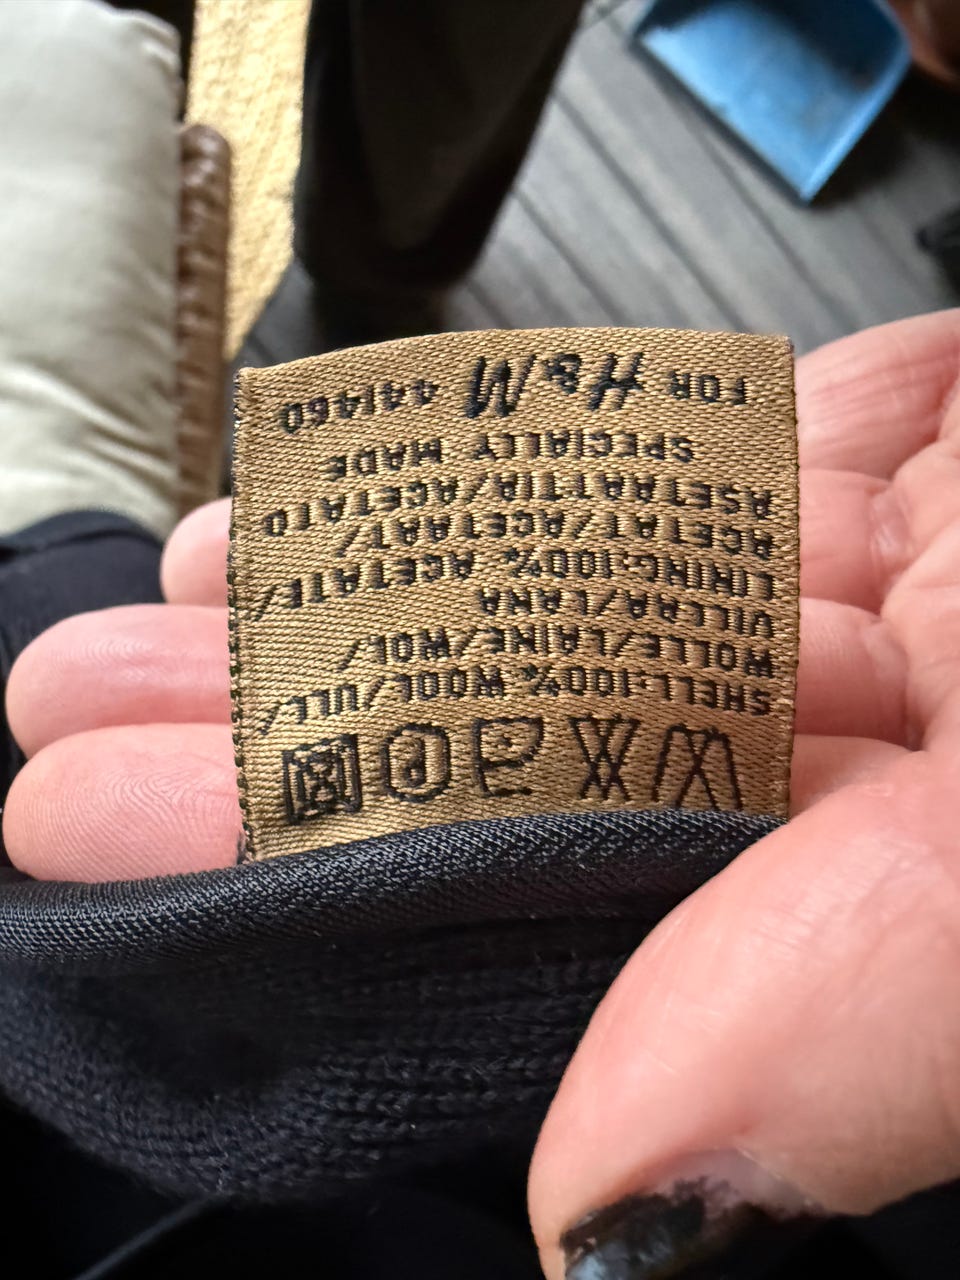 P
SHELL:100% WOOL/ULL/
WOLLE/LAINE/WOL/
VILLAA/LANA
LINING:100% ACETATE/
ACETAT/ACETAAT/
ASETAATTIA/ACETATO
SPECIALLY MADE
FOR H&M 441460